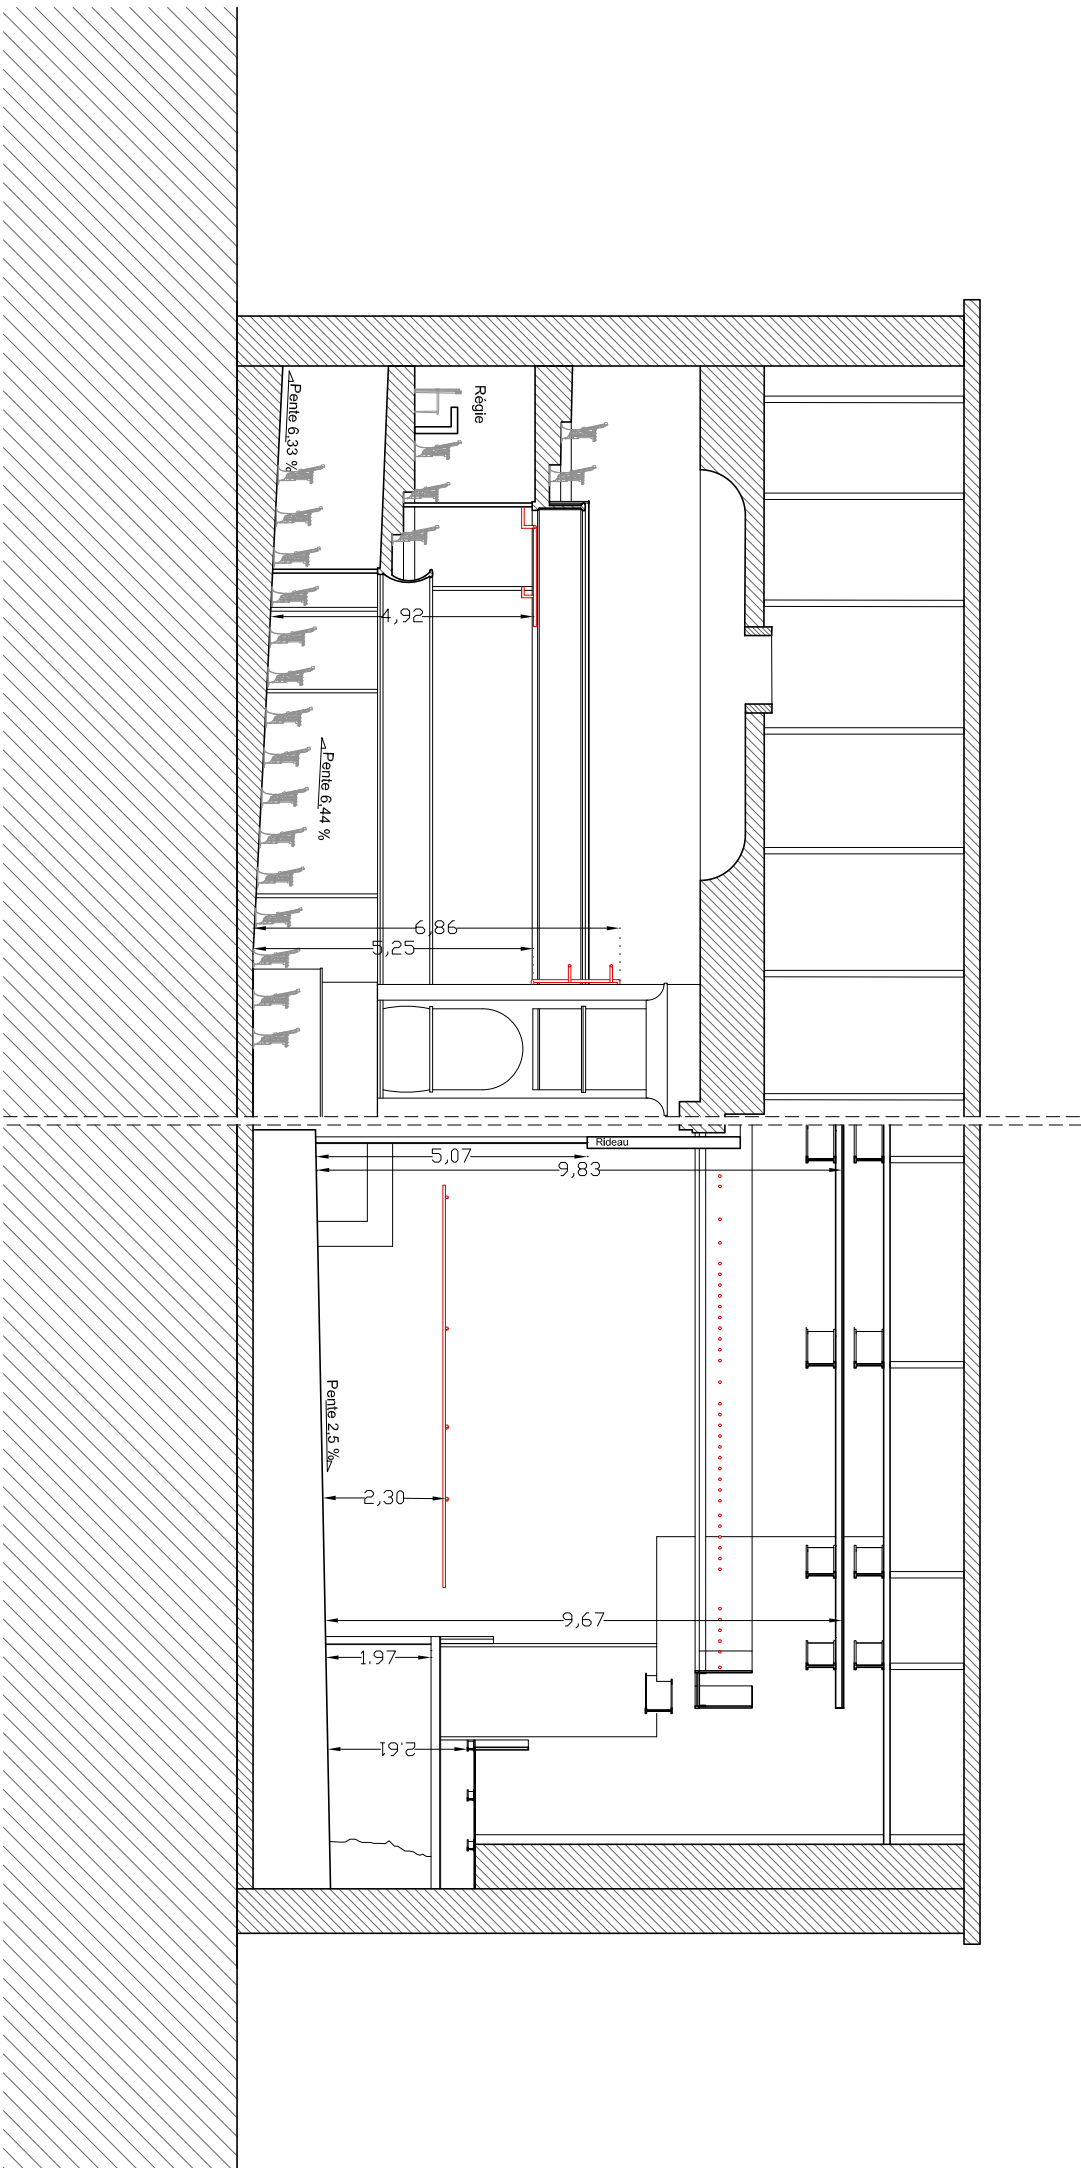 Régie
Pente 6,33 %
4,92
Pente 6,44 %
6,86
5,25
Rideau
5,07
9,83
Pente 2,5 %
2,30
9,67
1.97
2.61